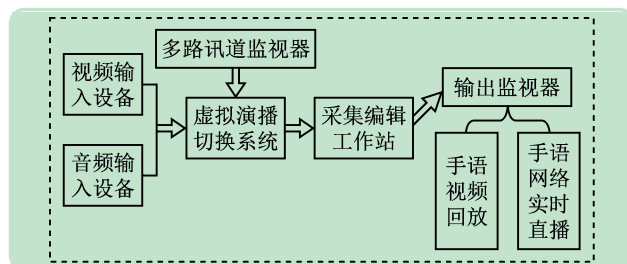 多路讯道监视器
视频输
入设备
音频输
入设备
虚拟演播
切换系统
采集编辑
工作站
输出监视器
手语
视频
回放
手语
网络
实时
直播